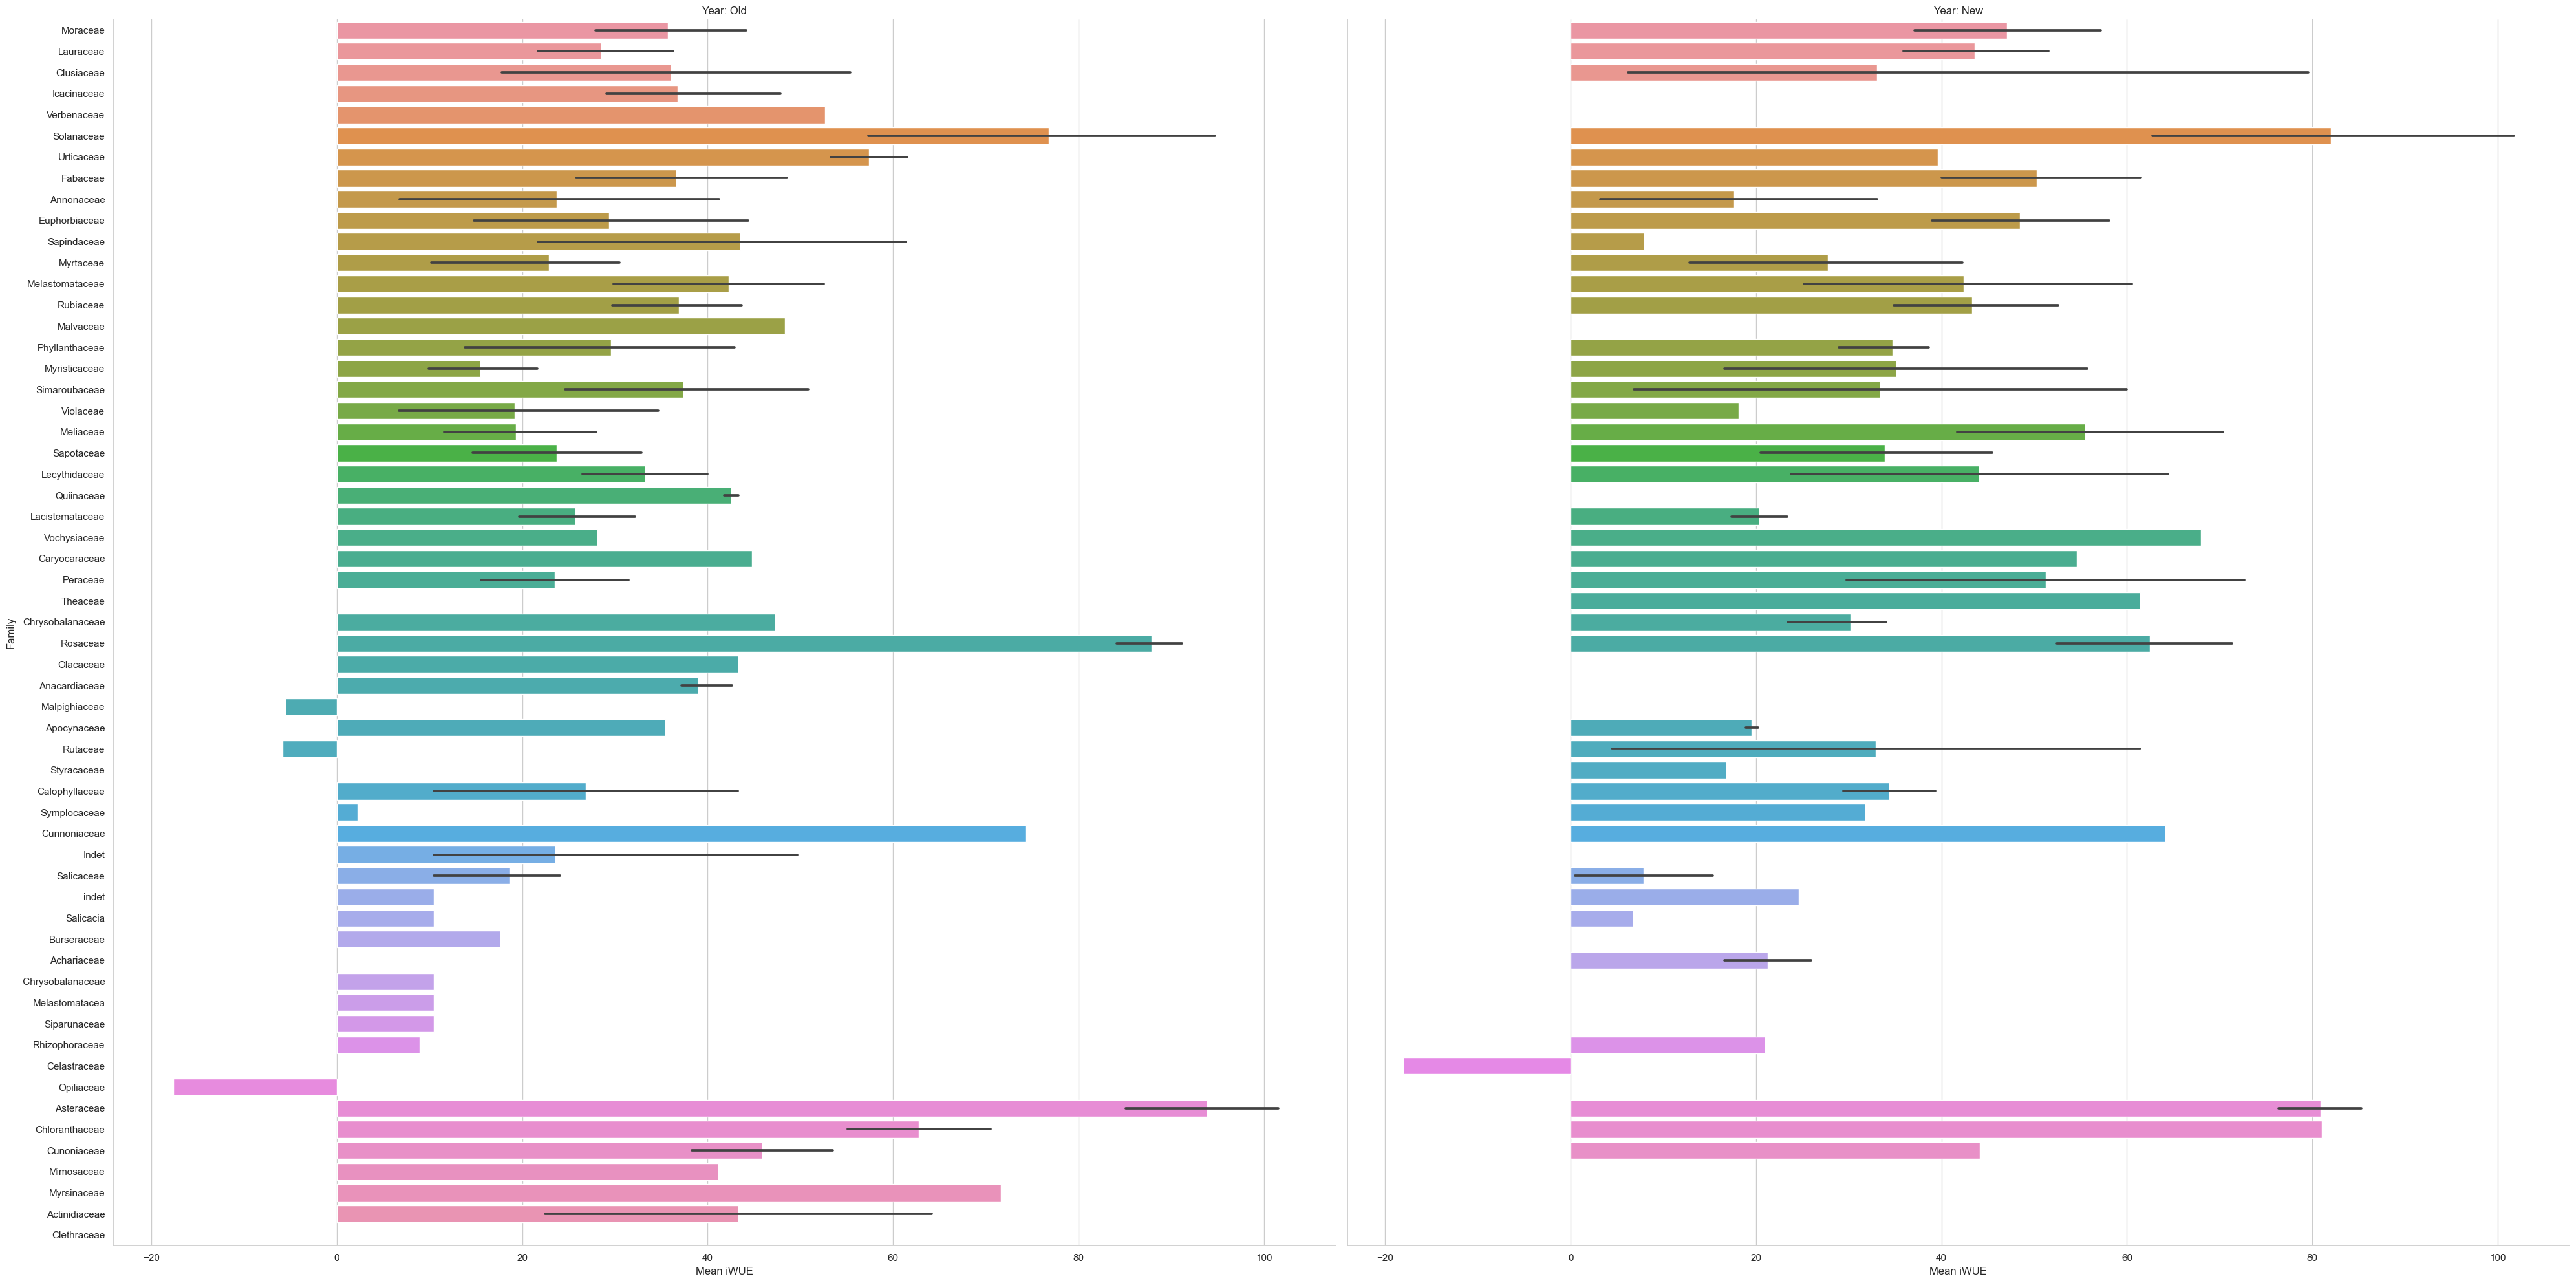 Year: Old
Year: New
Moraceae
Lauraceae
Clusiaceae
Icacinaceae
Verbenaceae
Solanaceae
Urticaceae
Fabaceae
Annonaceae
Euphorbiaceae
Sapindaceae
Myrtaceae
Melastomataceae
Rubiaceae
Malvaceae
Phyllanthaceae
Myristicaceae
Simaroubaceae
Violaceae
Meliaceae
Sapotaceae
Lecythidaceae
Quiinaceae
Lacistemataceae
Vochysiaceae
Caryocaraceae
Peraceae
Theaceae
Chrysobalanaceae
Rosaceae
Olacaceae
Anacardiaceae
Malpighiaceae
Apocynaceae
Rutaceae
Styracaceae
Calophyllaceae
Symplocaceae
Cunnoniaceae
Indet
Salicaceae
indet
Salicacia
Burseraceae
Achariaceae
Chrysobalanaceae
Melastomatacea
Siparunaceae
Rhizophoraceae
Celastraceae
Opiliaceae
Asteraceae
Chloranthaceae
Cunoniaceae
Mimosaceae
Myrsinaceae
Actinidiaceae
Clethraceae
Family
−20 0 20 40 60 80 100
Mean iWUE
−20 0 20 40 60 80 100
Mean iWUE